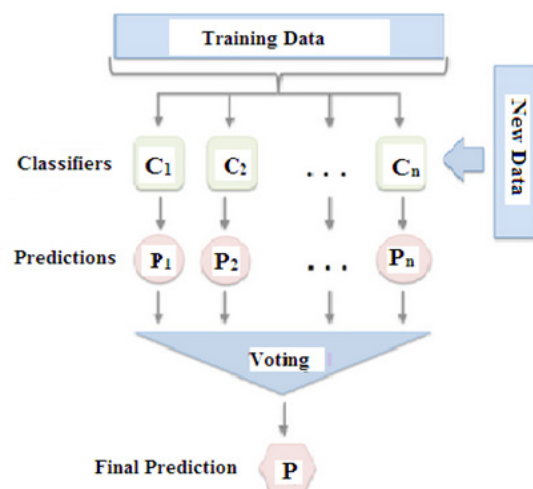 Training Data
New Data
Classifiers C1 C2 ... Cn
Predictions P1 P2 ... Pn
Voting
Final Prediction P